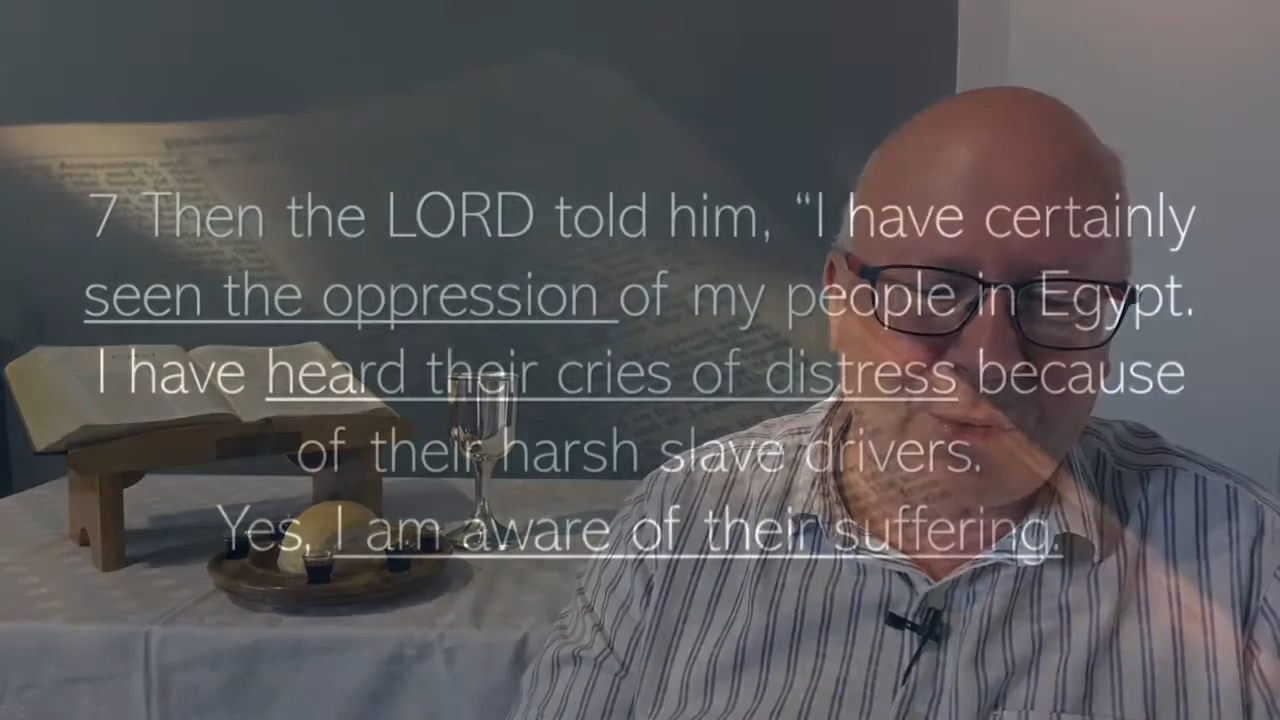 7 Then the LORD told him, “I have certainly
seen the oppression of my people in Egypt.
I have heard their cries of distress because
of their harsh slave drivers.
Yes, I am aware of their suffering.